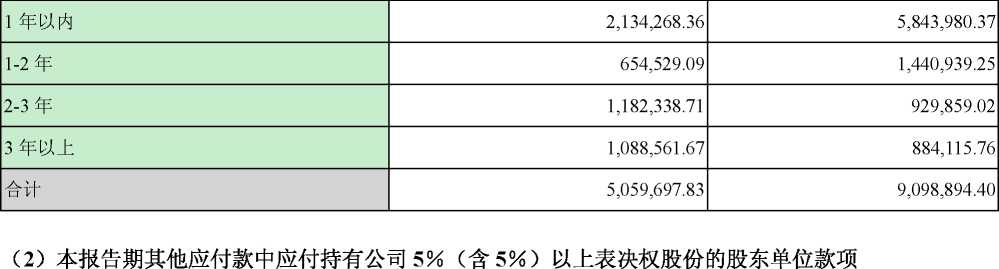 1 年以内 2,134,268.36 5,843,980.37
1-2 年 654,529.09 1,440,939.25
2-3 年 1,182,338.71 929,859.02
3 年以上 1,088,561.67 884,115.76
合计 5,059,697.83 9,098,894.40
（2）本报告期其他应付款中应付持有公司 5%（含 5%）以上表决权股份的股东单位款项